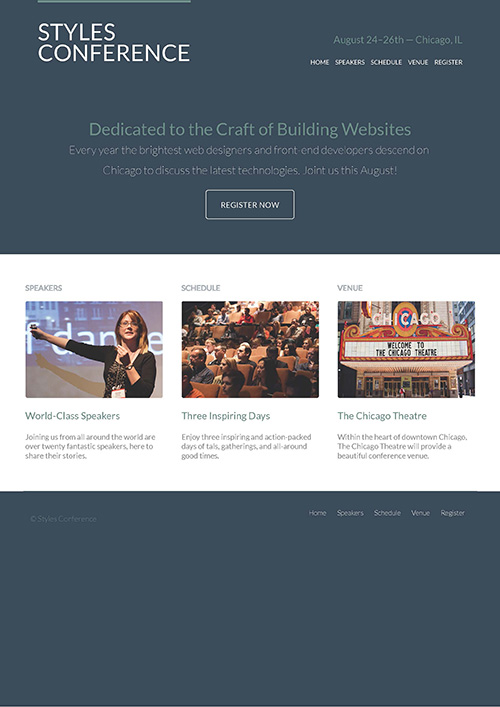 STYLES
CONFERENCE
August 24–26th — Chicago, IL
HOME SPEAKERS SCHEDULE VENUE REGISTER
Dedicated to the Craft of Building Websites
Every year the brightest web designers and front-end developers descend on
Chicago to discuss the latest technologies. Joint us this August!
REGISTER NOW
SPEAKERS
SCHEDULE
VENUE
f dance
CHICAGO
WELCOME TO
THE CHICAGO THEATRE
World-Class Speakers
Three Inspiring Days
The Chicago Theatre
Joining us from all around the world are
over twenty fantastic speakers, here to
share their stories.
Enjoy three inspiring and action-packed
days of tals, gatherings, and all-around
good times.
Within the heart of downtown Chicago,
The Chicago Theatre will provide a
beautiful conference venue.
© Styles Conference
Home Speakers Schedule Venue Register